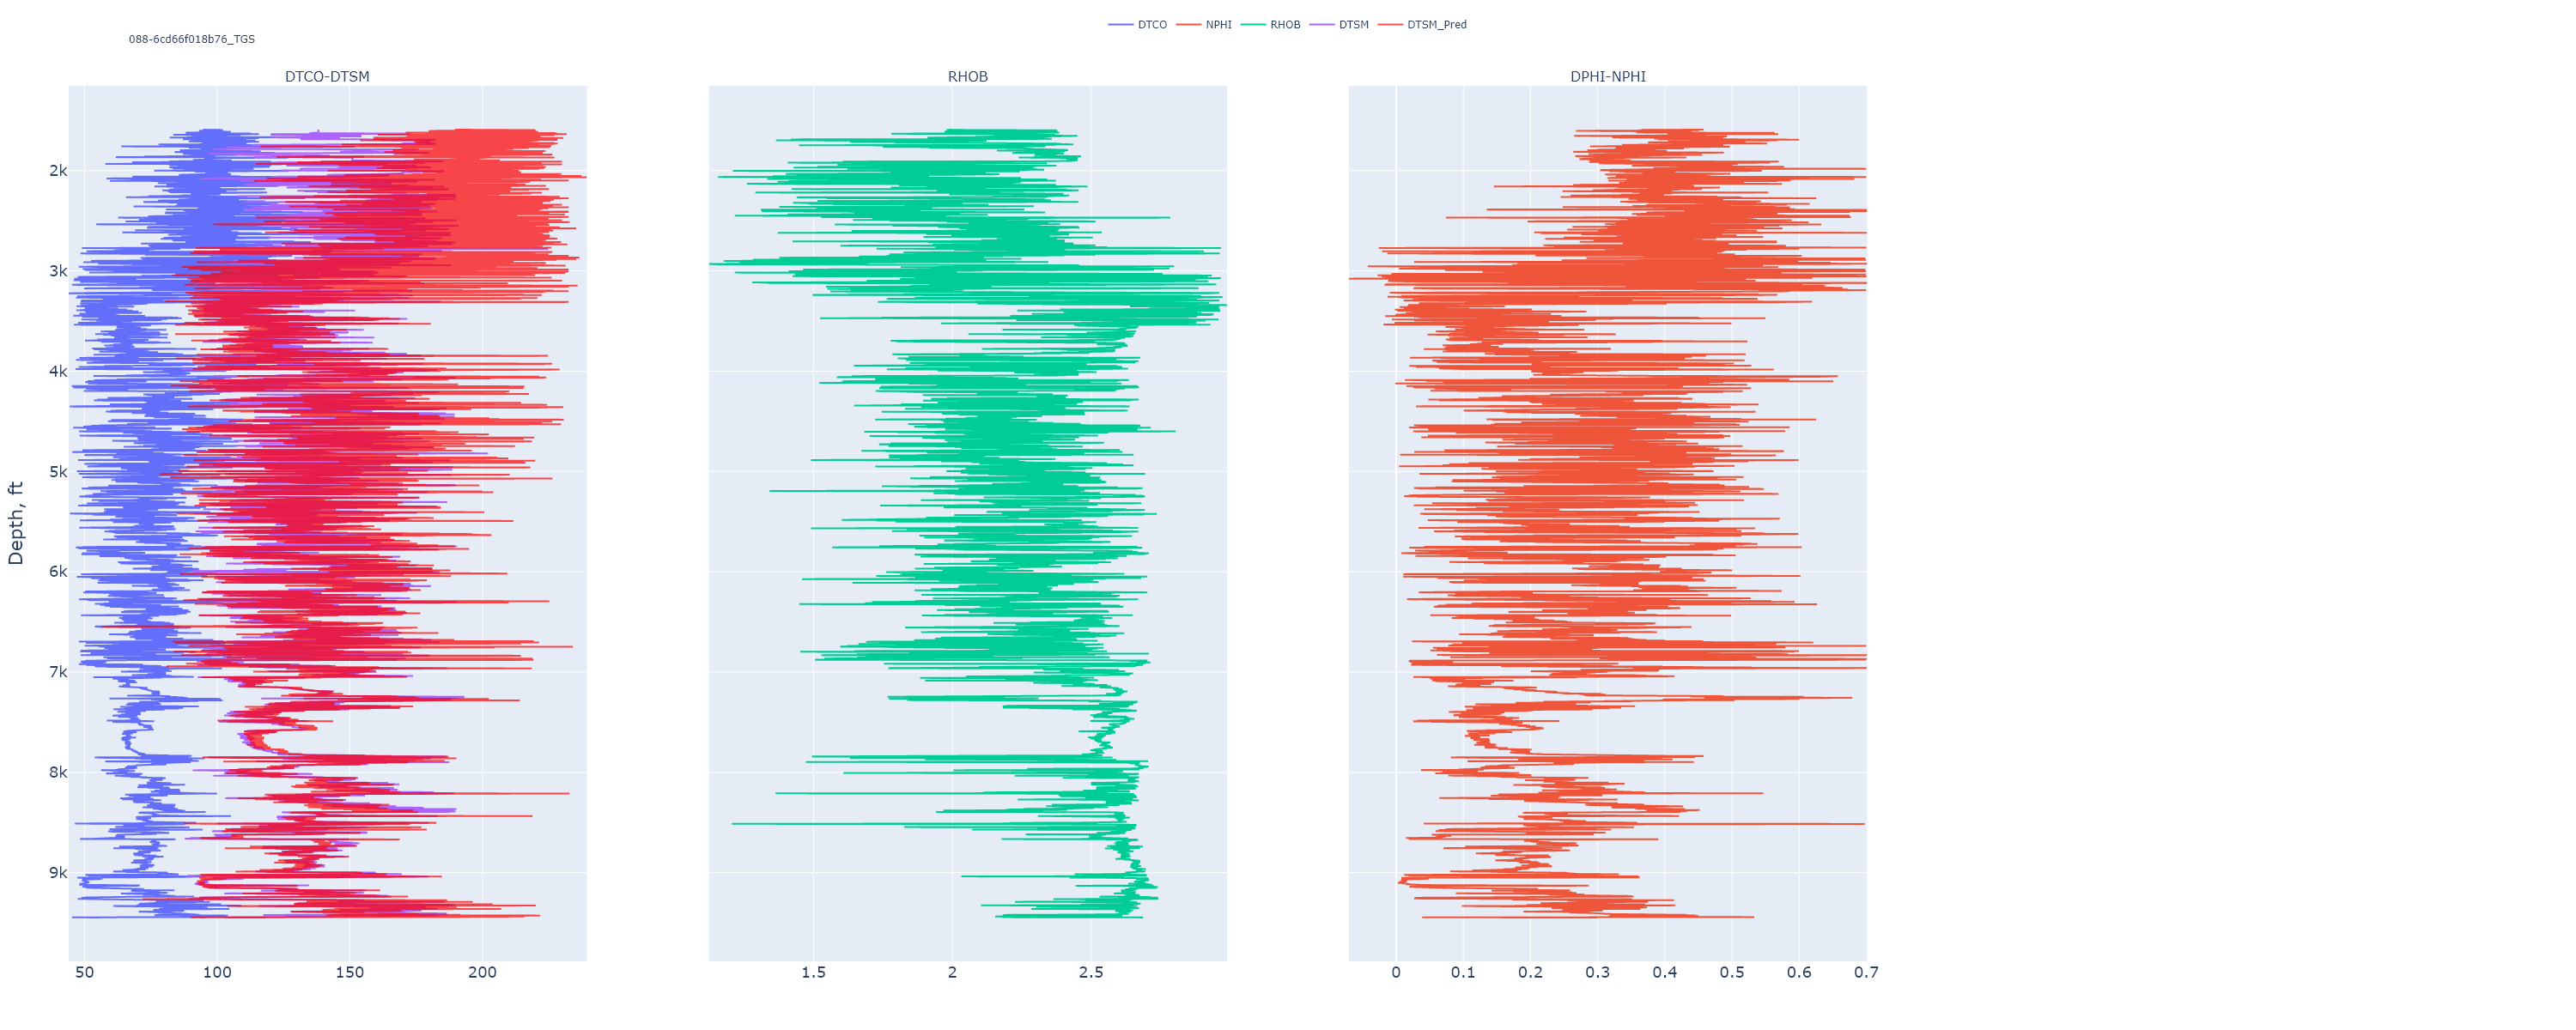 DTCO NPHI RHOB DTSM DTSM_Pred
088-6cd66f018b76_TGS
DTCO-DTSM RHOB DPHI-NPHI
Depth, ft
2k
3k
4k
5k
6k
7k
8k
9k
50 100 150 200 1.5 2 2.5 0 0.1 0.2 0.3 0.4 0.5 0.6 0.7